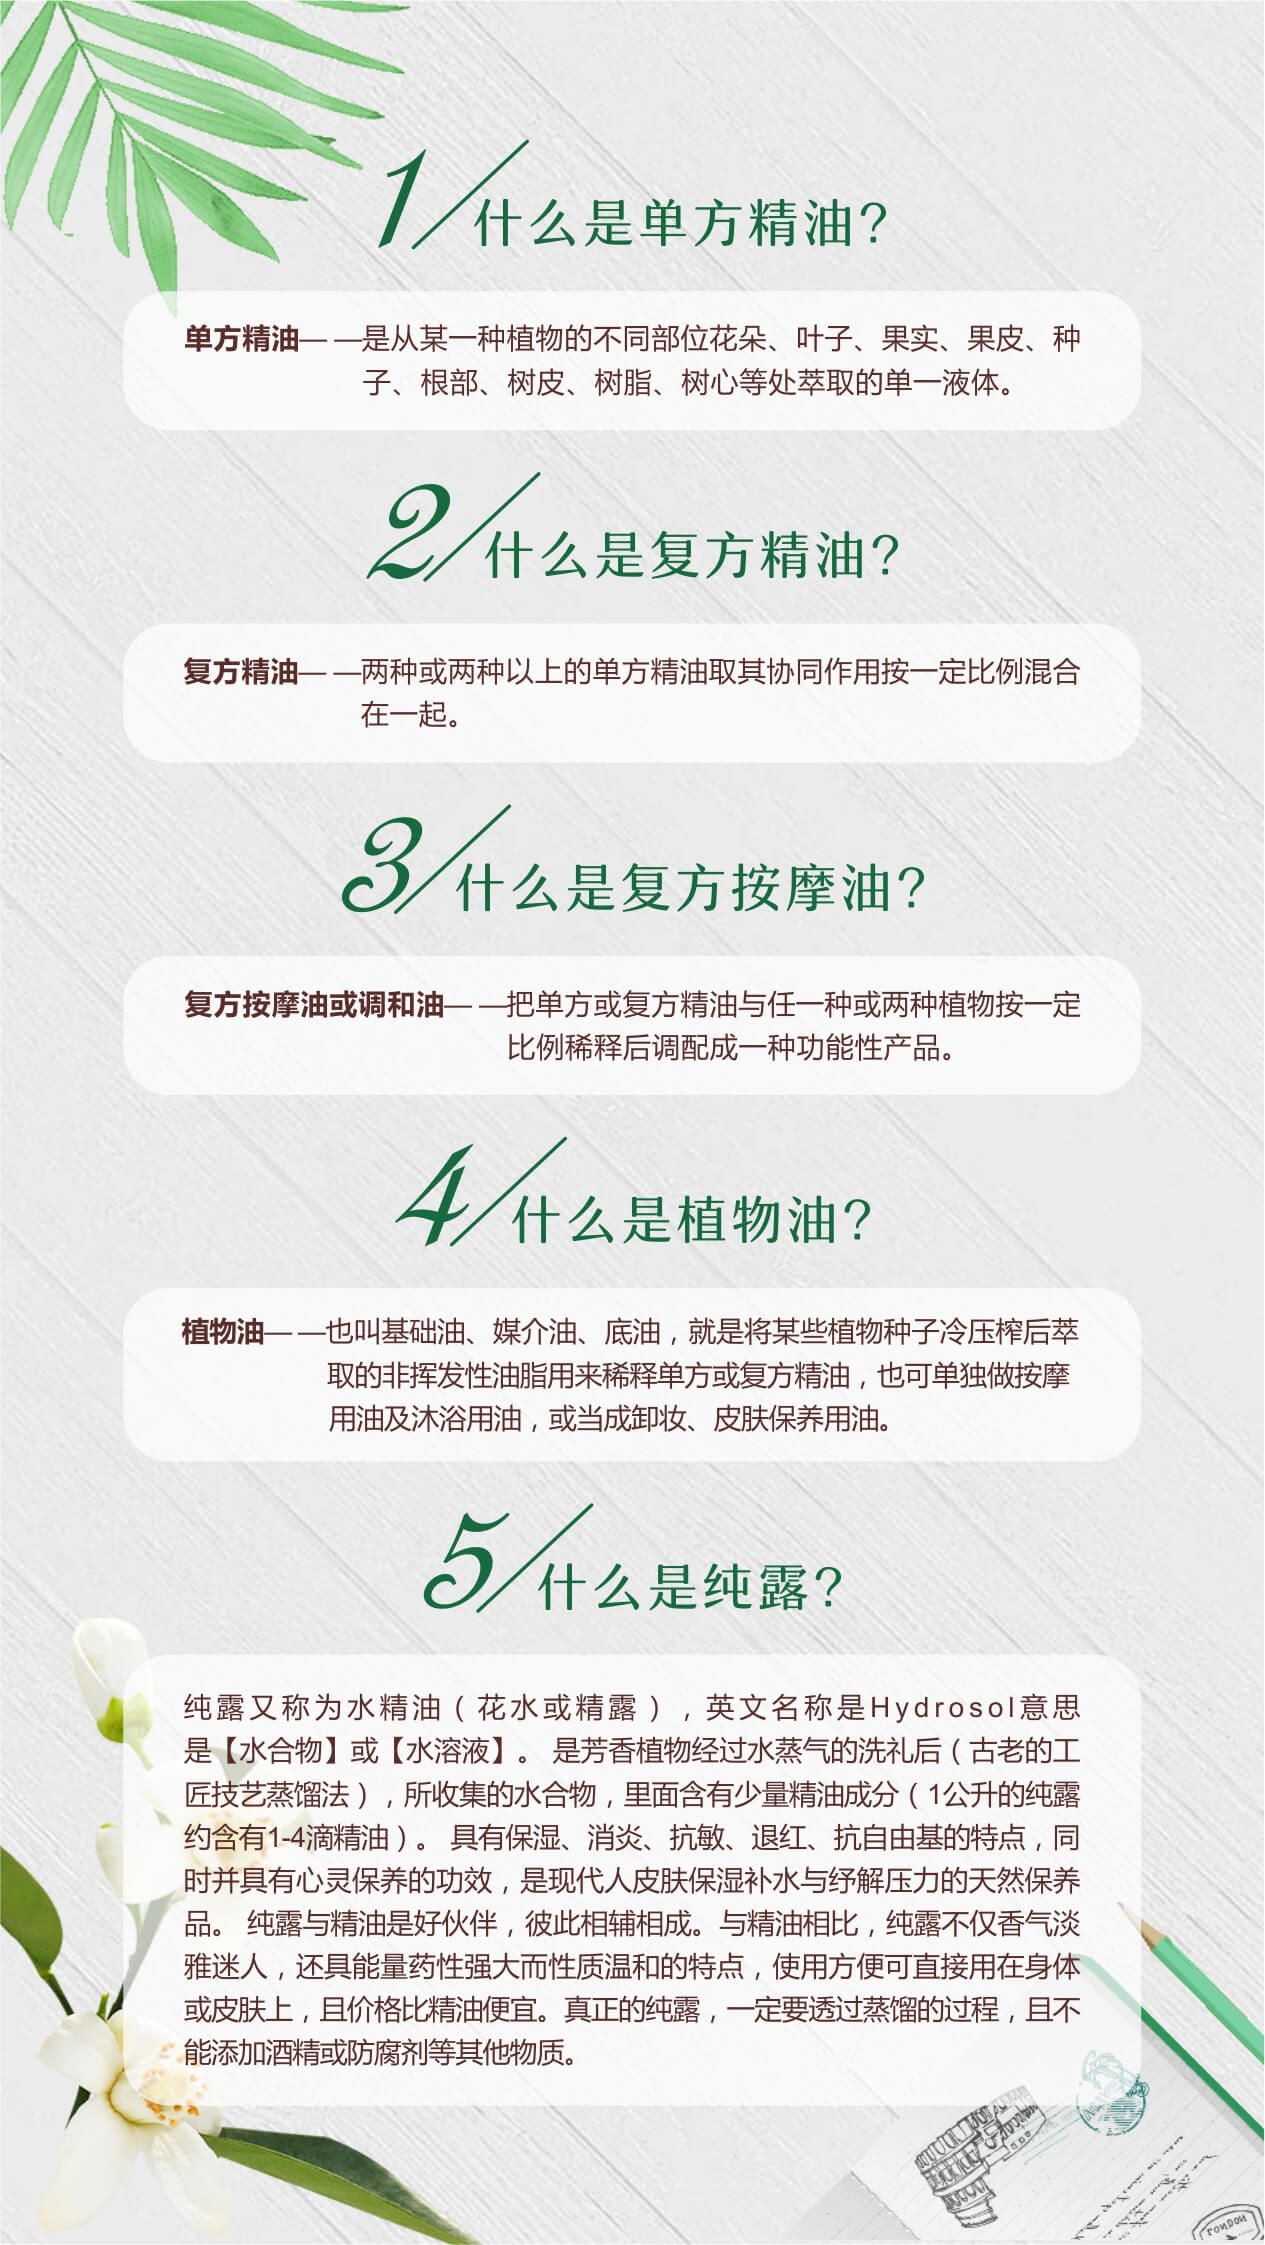 1 什么是单方精油？
单方精油— —是从某一种植物的不同部位花朵、叶子、果实、果皮、种
子、根部、树皮、树脂、树心等处萃取的单一液体。
2 什么是复方精油？
复方精油— —两种或两种以上的单方精油取其协同作用按一定比例混合
在一起。
3 什么是复方按摩油？
复方按摩油或调和油— —把单方或复方精油与任一种或两种植物按一定
比例稀释后调配成一种功能性产品。
4 什么是植物油？
植物油— —也叫基础油、媒介油、底油，就是将某些植物种子冷压榨后萃
取的非挥发性油脂用来稀释单方或复方精油，也可单独做按摩
用油及沐浴用油，或当成卸妆、皮肤保养用油。
5 什么是纯露？
纯露又称为水精油（花水或精露），英文名称是Hydrosol意思
是【水合物】或【水溶液】。 是芳香植物经过水蒸气的洗礼后（古老的工
匠技艺蒸馏法），所收集的水合物，里面含有少量精油成分（1公升的纯露
约含有1-4滴精油）。 具有保湿、消炎、抗敏、退红、抗自由基的特点，同
时并具有心灵保养的功效，是现代人皮肤保湿补水与纾解压力的天然保养
品。 纯露与精油是好伙伴，彼此相辅相成。与精油相比，纯露不仅香气淡
雅迷人，还具能量药性强大而性质温和的特点，使用方便可直接用在身体
或皮肤上，且价格比精油便宜。真正的纯露，一定要透过蒸馏的过程，且不
能添加酒精或防腐剂等其他物质。
LONDON